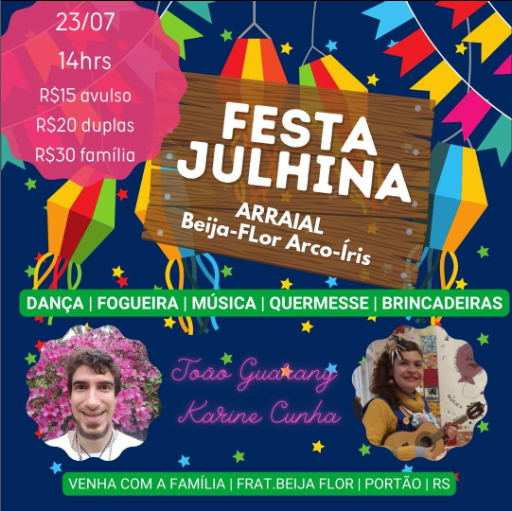 23/07
14hrs
R$15 avulso
R$20 duplas
R$30 família
FESTA
JULHINA
ARRAIAL
Beija-FLor Arco-Íris
DANÇA | FOGUEIRA | MÚSICA | QUERMESSE | BRINCADEIRAS
João Guarany
Karine Cunha
VENHA COM A FAMÍLIA | FRAT.BEIJA FLOR | PORTÃO | RS